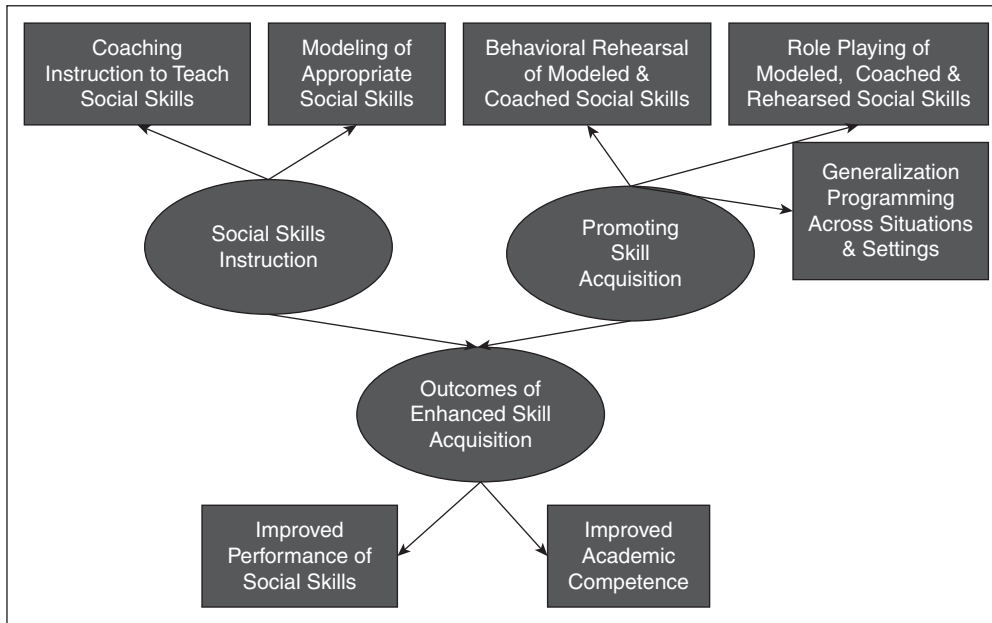 Coaching
Instruction to Teach
Social Skills
Modeling of
Appropriate
Social Skills
Behavioral Rehearsal
of Modeled &
Coached Social Skills
Role Playing of
Modeled, Coached &
Rehearsed Social Skills
Generalization
Programming
Across Situations
& Settings
Social Skills
Instruction
Promoting
Skill
Acquisition
Outcomes of
Enhanced Skill
Acquisition
Improved
Performance of
Social Skills
Improved
Academic
Competence